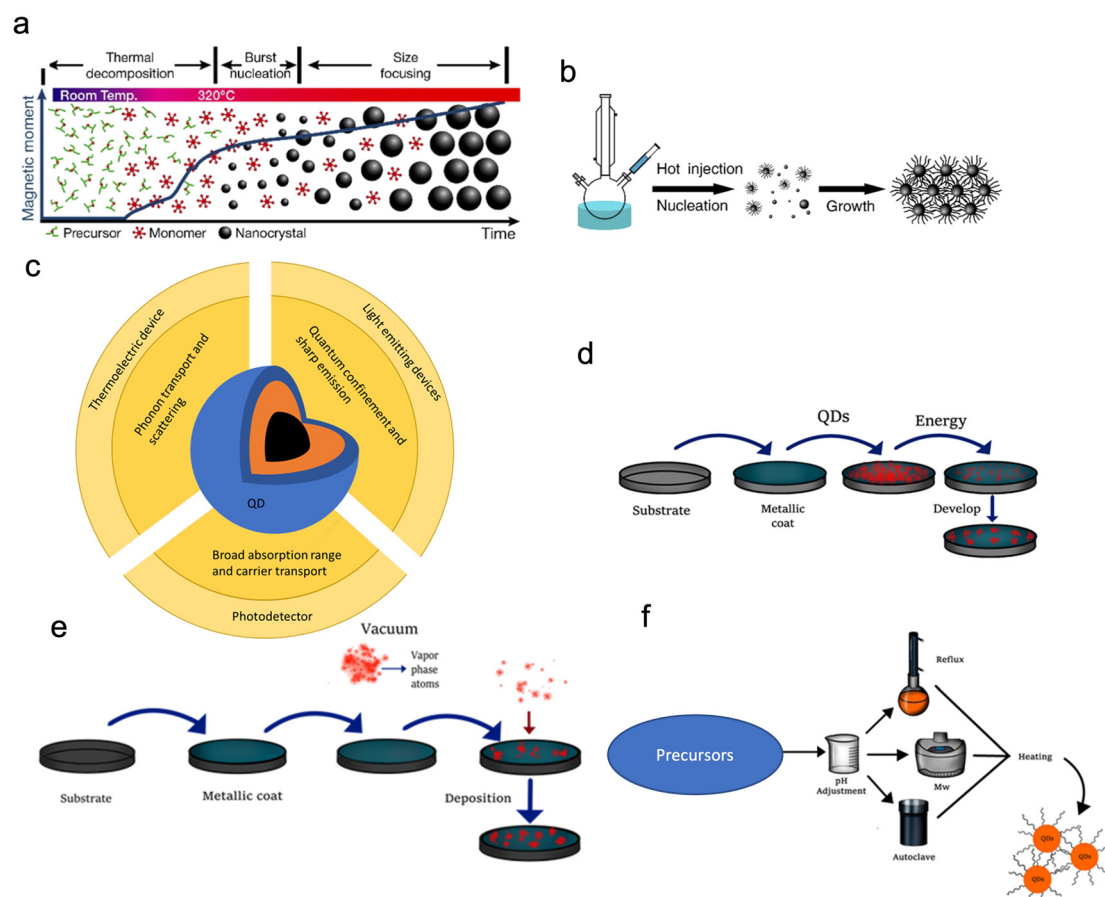 a
Thermal
decomposition
Burst
nucleation
Size
focusing
Room Temp.
320°C
Magnetic moment
Precursor
Monomer
Nanocrystal
Time
b
Hot injection
Nucleation
Growth
c
Thermoelectric device
Phonon transport and
scattering
Light emitting devices
Quantum confinement and
sharp emission
QD
Broad absorption range
and carrier transport
Photodetector
d
QDs
Energy
Substrate
Metallic
coat
Develop
e
Vacuum
Vapor
phase
atoms
Substrate
Metallic coat
Deposition
f
Reflux
Precursors
pH
Adjustment
Mw
Heating
Autoclave
QDs
QDs
QDs